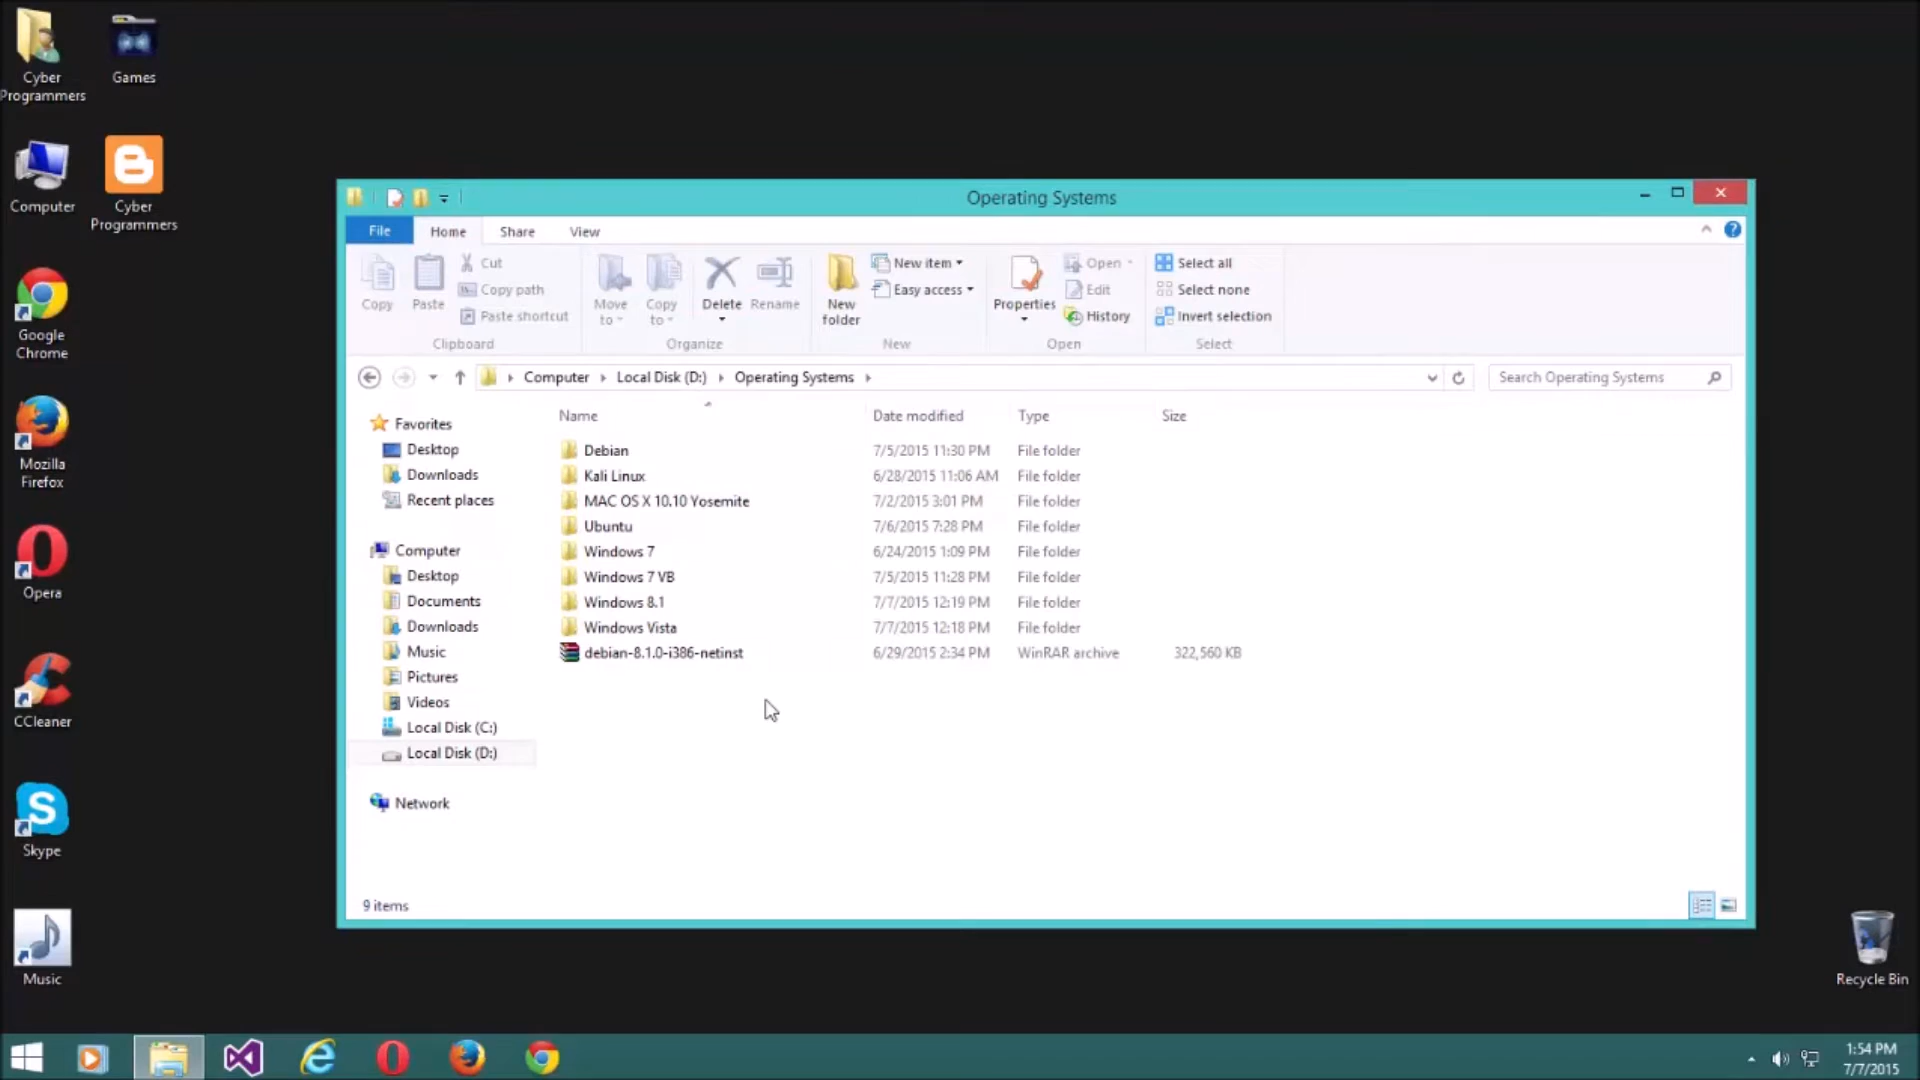 Cyber
Programmers
Games
Computer
Cyber
Programmers
Google
Chrome
Mozilla
Firefox
Opera
CCleaner
Skype
Music
Recycle Bin
Operating Systems
File
Home
Share
View
Copy
Paste
Cut
Copy path
Paste shortcut
Clipboard
Move
to
Copy
to
Delete
Rename
Organize
New
folder
New item
Easy access
New
Properties
Open
Edit
History
Open
Select all
Select none
Invert selection
Select
Computer
Local Disk (D:)
Operating Systems
Search Operating Systems
Favorites
Desktop
Downloads
Recent places
Computer
Desktop
Documents
Downloads
Music
Pictures
Videos
Local Disk (C:)
Local Disk (D:)
Network
Name Date modified Type Size
Debian 7/5/2015 11:30 PM File folder
Kali Linux 6/28/2015 11:06 AM File folder
MAC OS X 10.10 Yosemite 7/2/2015 3:01 PM File folder
Ubuntu 7/6/2015 7:28 PM File folder
Windows 7 6/24/2015 1:09 PM File folder
Windows 7 VB 7/5/2015 11:28 PM File folder
Windows 8.1 7/7/2015 12:19 PM File folder
Windows Vista 7/7/2015 12:18 PM File folder
debian-8.1.0-i386-netinst 6/29/2015 2:34 PM WinRAR archive 322,560 KB
9 items
1:54 PM
7/7/2015